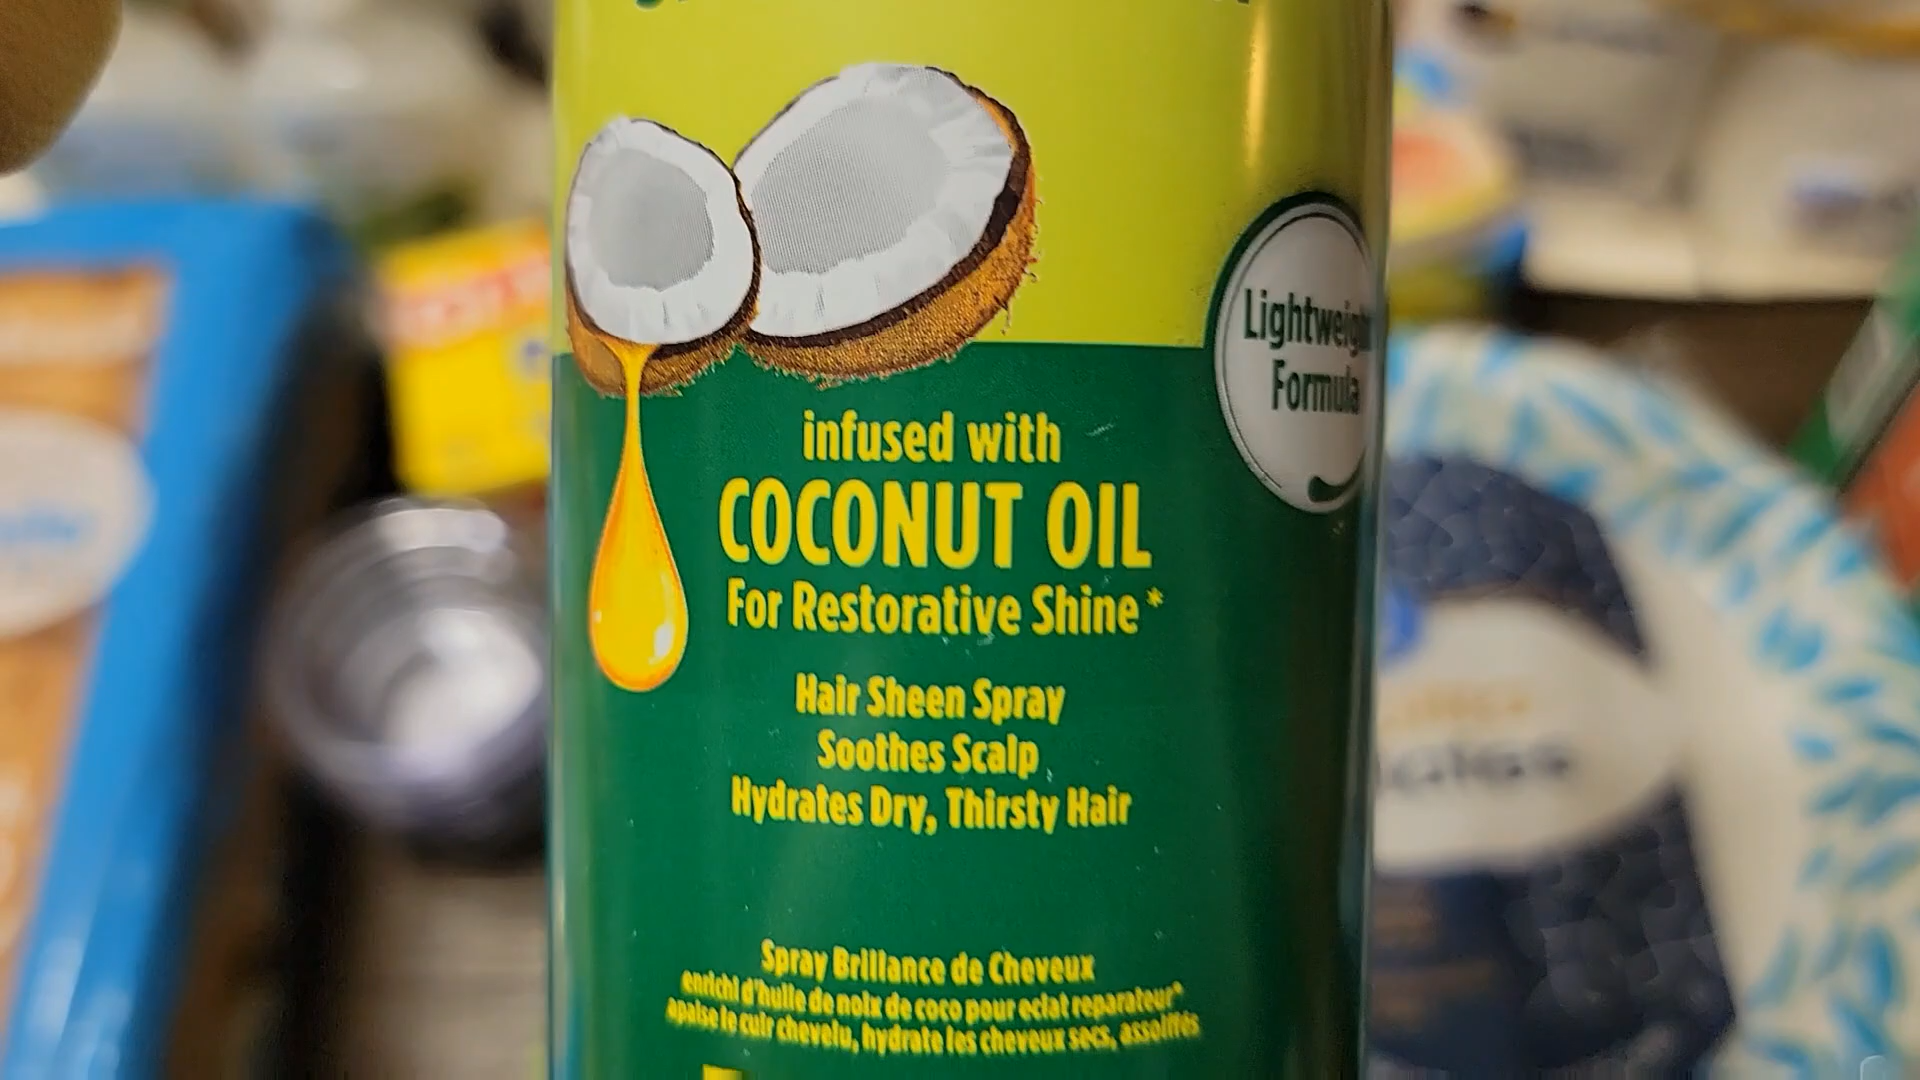 Lightweight
Formula
infused with
COCONUT OIL
For Restorative Shine*
Hair Sheen Spray
Soothes Scalp
Hydrates Dry, Thirsty Hair
Spray Brillance de Cheveux
enrichi d'huile de noix de coco pour eclat reparateur*
apaise le cuir chevelu, hydrate les cheveux secs, assoiffés